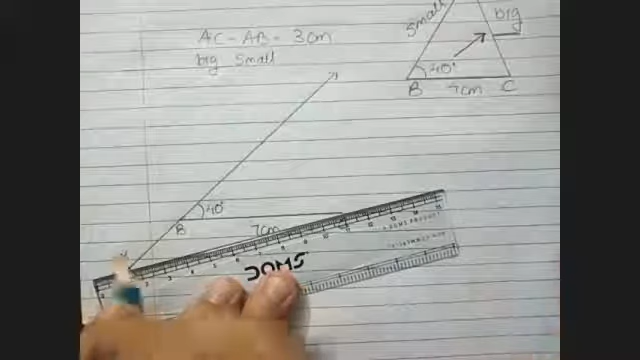 AC - AB = 3cm
big small
small
big
40°
B 7cm C
40°
B
7cm
DOMS